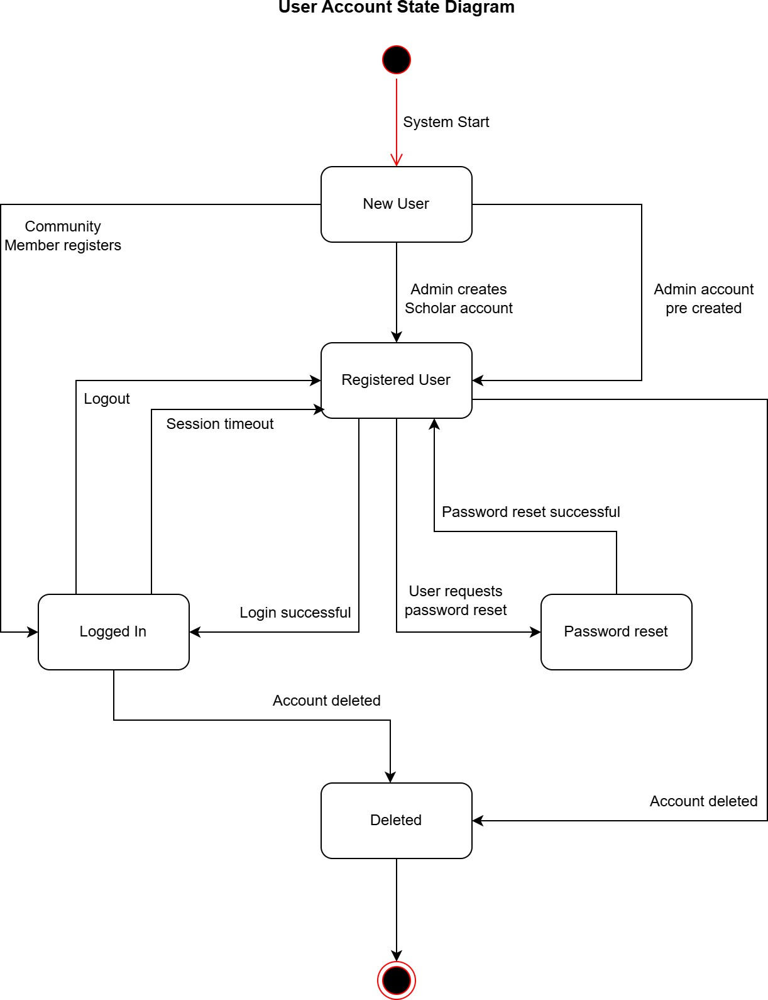 User Account State Diagram
System Start
New User
Community
Member registers
Admin creates
Scholar account
Admin account
pre created
Registered User
Logout
Session timeout
Password reset successful
User requests
password reset
Login successful
Logged In
Password reset
Account deleted
Account deleted
Deleted